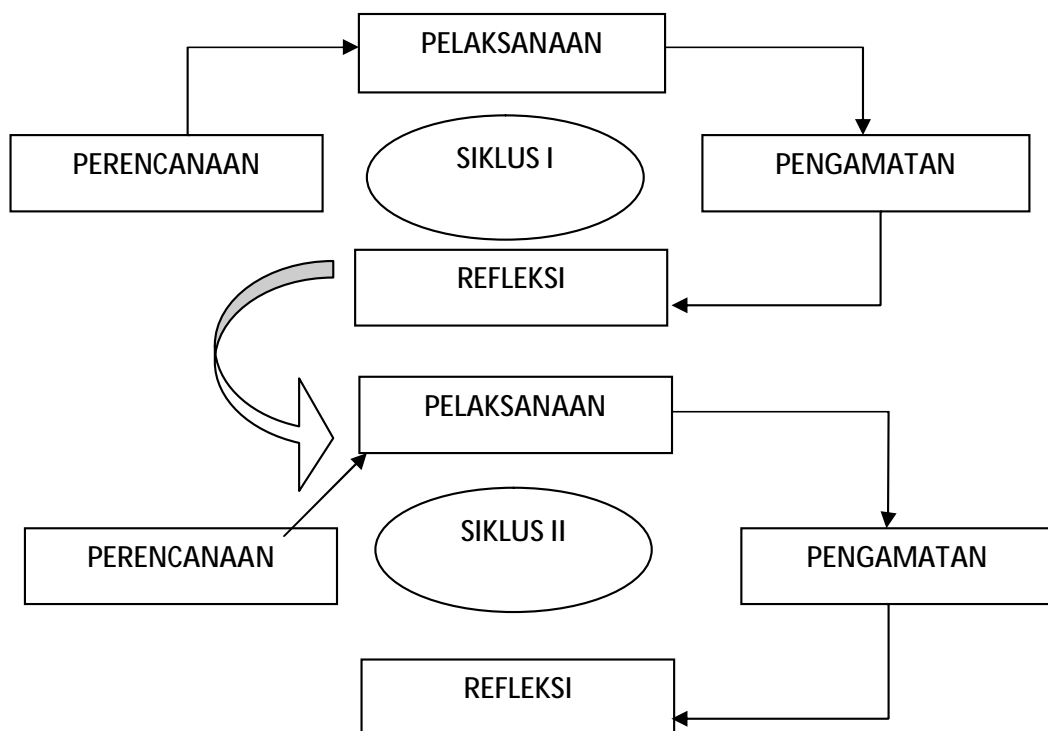 PELAKSANAAN
PERENCANAAN
SIKLUS I
PENGAMATAN
REFLEKSI
PELAKSANAAN
PERENCANAAN
SIKLUS II
PENGAMATAN
REFLEKSI